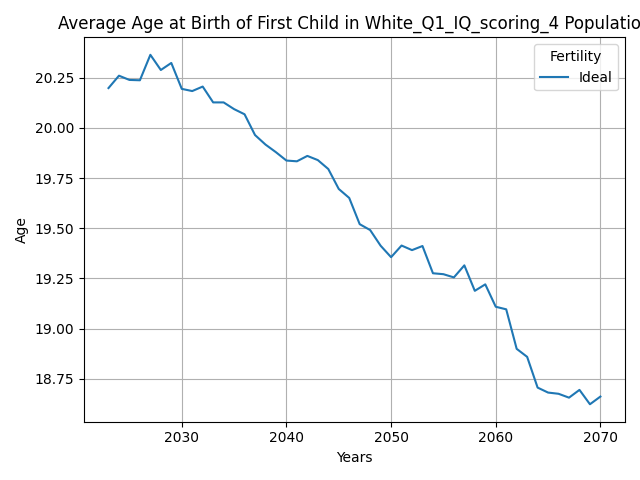 Average Age at Birth of First Child in White_Q1_IQ_scoring_4 Populatio
Fertility
Ideal
Age
20.25
20.00
19.75
19.50
19.25
19.00
18.75
2030 2040 2050 2060 2070
Years